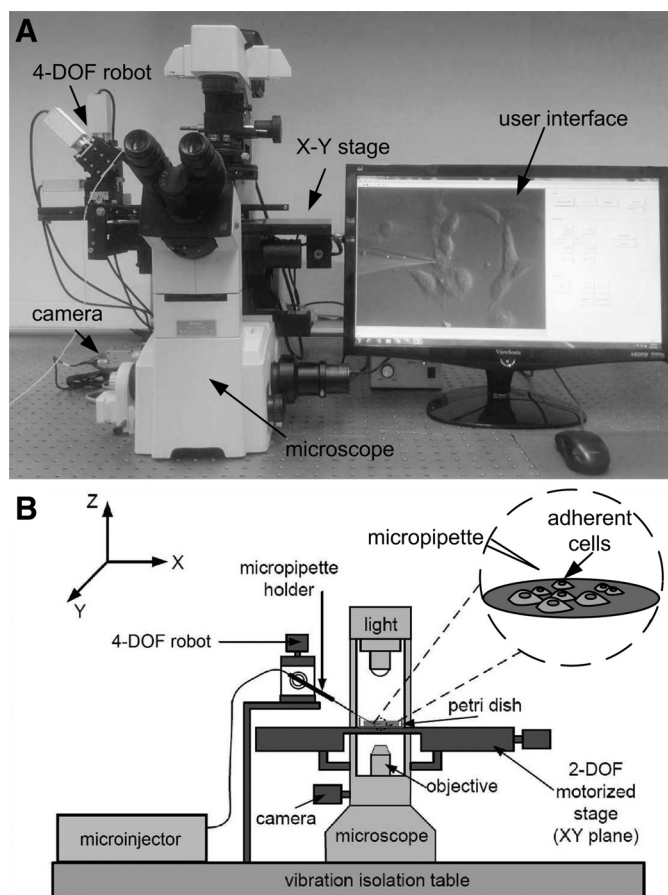 A
4-DOF robot
user interface
X-Y stage
camera
ViewSonic
HDMI
microscope
B
Z
X
Y
micropipette
holder
4-DOF robot
micropipette
adherent
cells
light
petri dish
objective
2-DOF
motorized
stage
(XY plane)
camera
microinjector
microscope
vibration isolation table